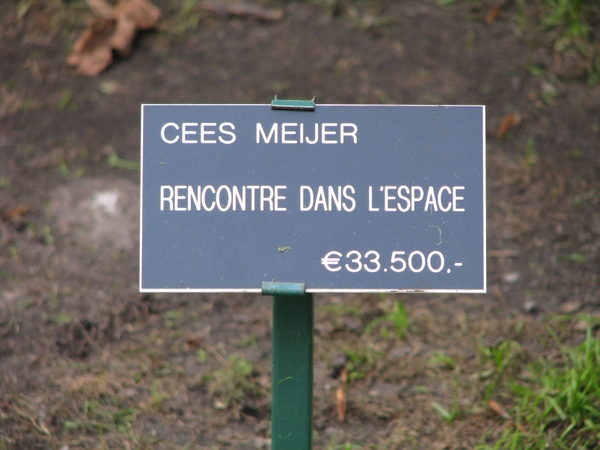 CEES MEIJER
RENCONTRE DANS L'ESPACE
€33.500.-